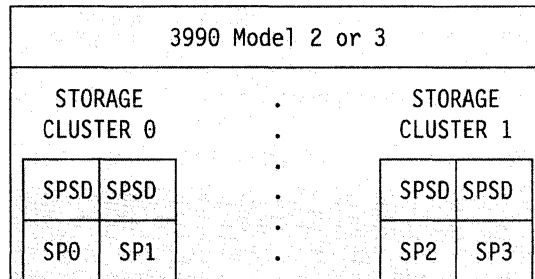 3990 Model 2 or 3
STORAGE . STORAGE
CLUSTER 0 . CLUSTER 1
.
SPSD SPSD . SPSD SPSD
.
SP0 SP1 . SP2 SP3